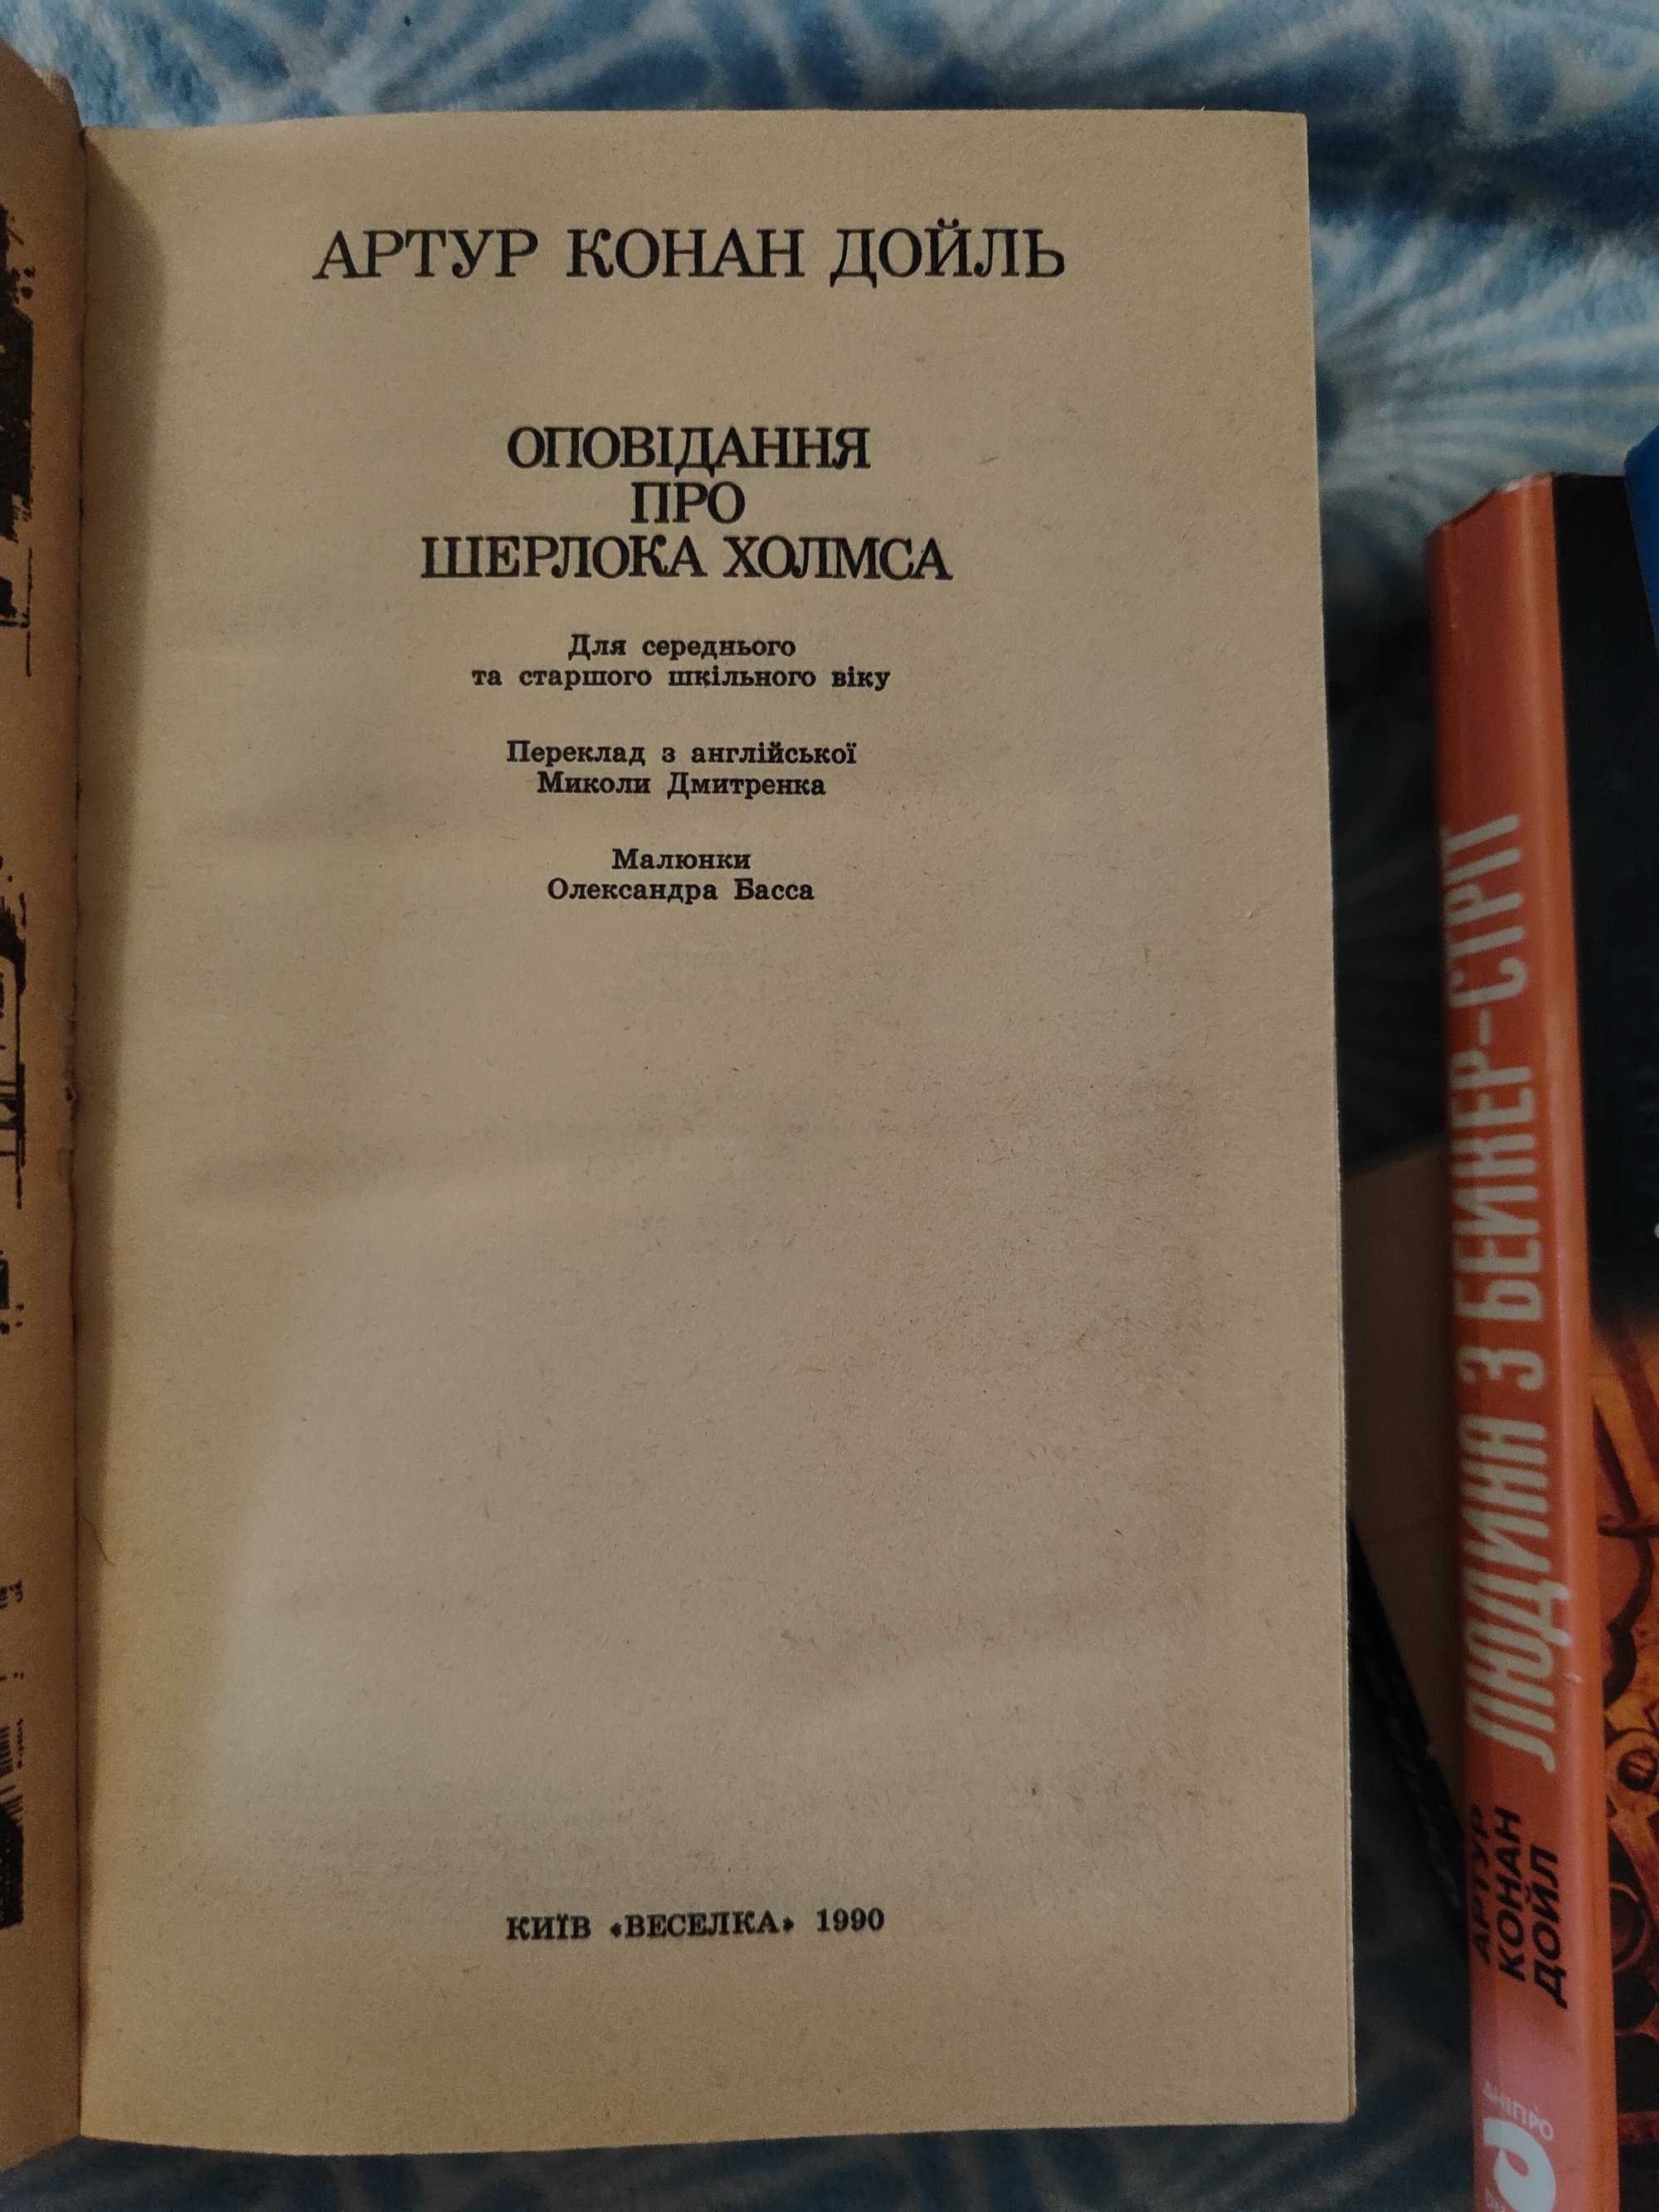 АРТУР КОНАН ДОЙЛЬ
ОПОВІДАННЯ
ПРО
ШЕРЛОКА ХОЛМСА
Для середнього
та старшого шкільного віку
Переклад з англійської
Миколи Дмитренка
Малюнки
Олександра Басса
КИЇВ «ВЕСЕЛКА» 1990
АРТУР
КОНАН
ДОЙЛ
ЛЮДИНА З БЕЙКЕР-СТРІТ
ДНІПРО